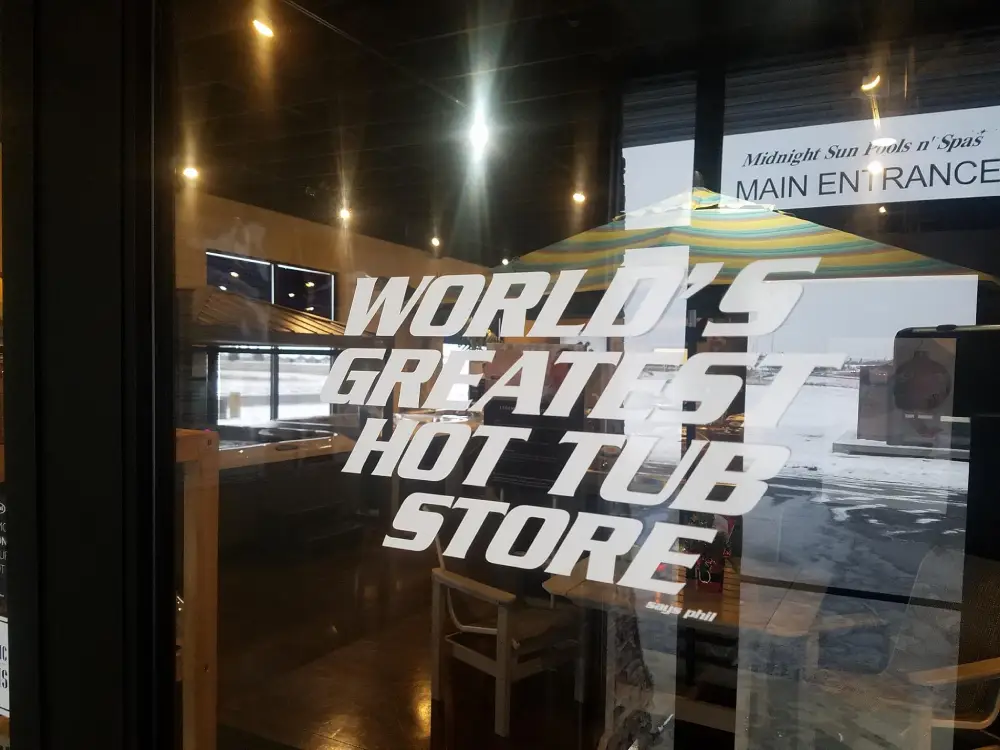 Midnight Sun Pools n' Spas
MAIN ENTRANCE
WORLD'S
GREATEST
HOT TUB
STORE
says phil